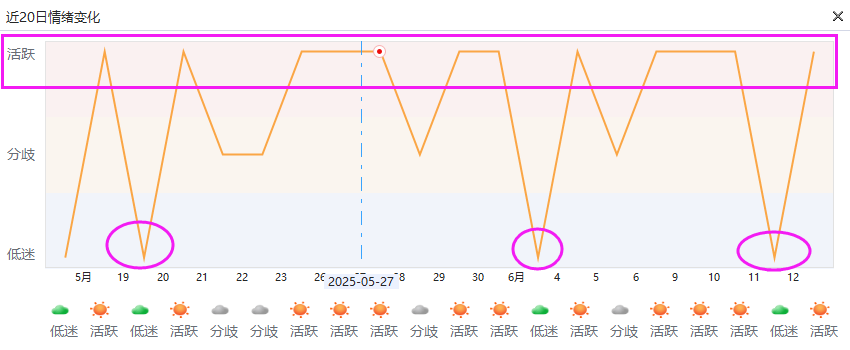 近20日情绪变化
活跃
分歧
低迷
5月 19 20 21 22 23 26 28 29 30 6月 4 5 6 9 10 11 12
2025-05-27
低迷 活跃 低迷 活跃 分歧 分歧 活跃 活跃 活跃 分歧 活跃 活跃 低迷 活跃 分歧 活跃 活跃 活跃 低迷 活跃